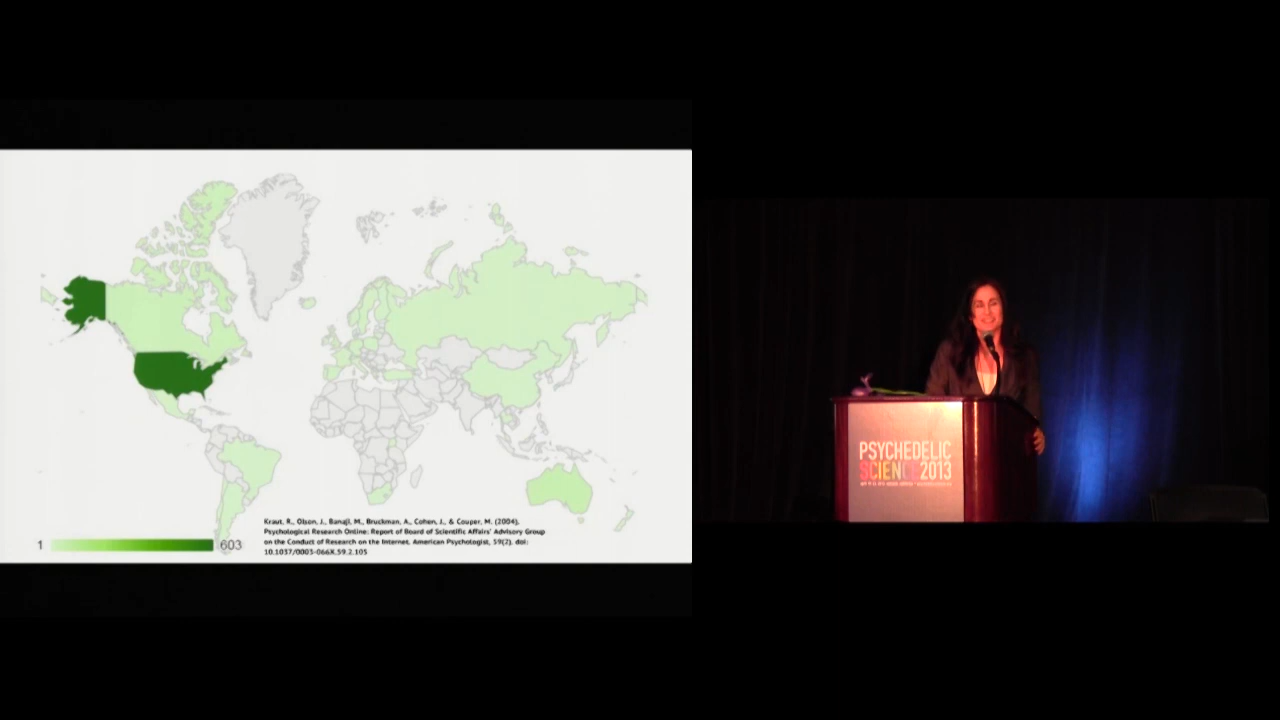 Kraut, R., Olson, J., Banaji, M., Bruckman, A., Cohen, J., & Couper, M. (2004).
Psychological Research Online: Report of Board of Scientific Affairs' Advisory Group
on the Conduct of Research on the Internet. American Psychologist, 59(2). doi:
10.1037/0003-066X.59.2.105
1
603
PSYCHEDELIC
SCIENCE 2013